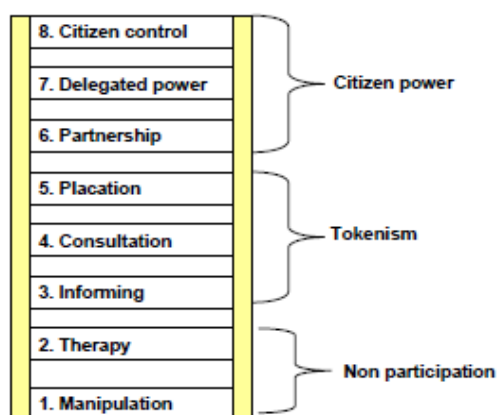 8. Citizen control
7. Delegated power
Citizen power
6. Partnership
5. Placation
4. Consultation
Tokenism
3. Informing
2. Therapy
Non participation
1. Manipulation